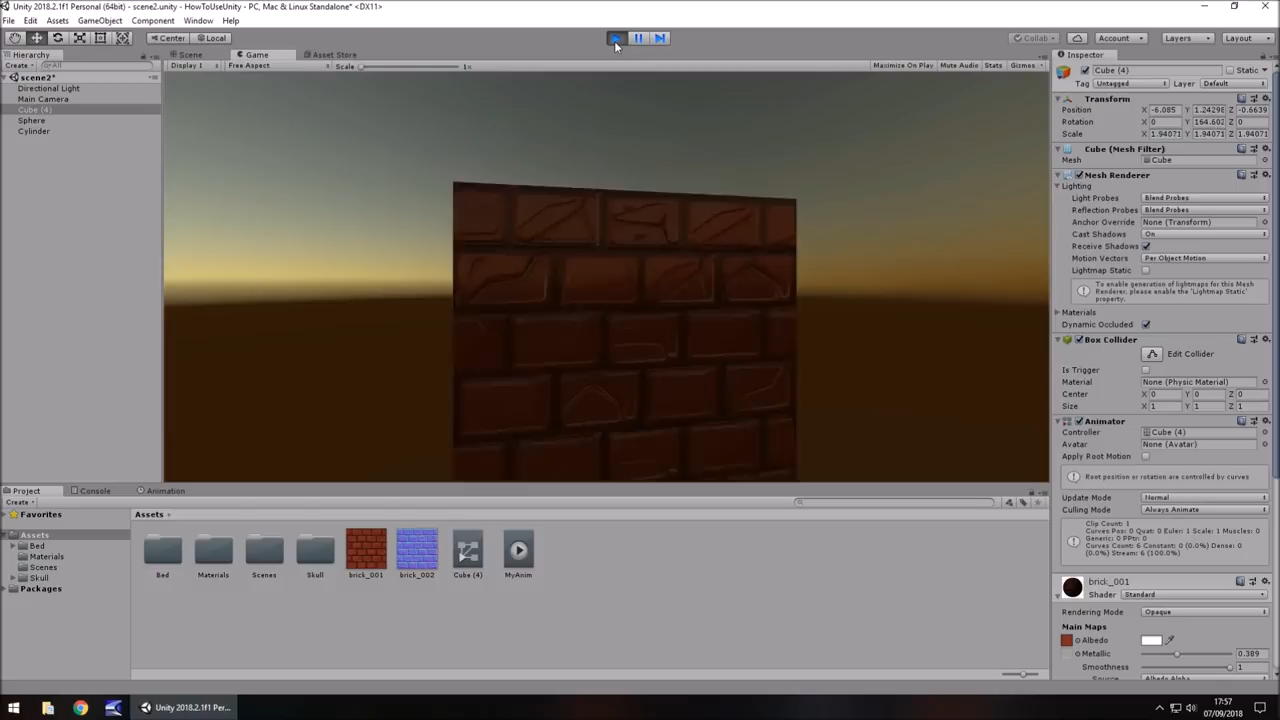 Unity 2018.2.1f1 Personal (64bit) - scene2.unity - HowToUseUnity - PC, Mac & Linux Standalone* <DX11>
File Edit Assets GameObject Component Window Help
Center Local Collab Account Layers Layout
Hierarchy Scene Game Asset Store Inspector
Create All Display 1 Free Aspect Scale 1x Maximize On Play Mute Audio Stats Gizmos
Cube (4) Static
Tag Untagged Layer Default
scene2*
Directional Light
Main Camera
Cube (4)
Sphere
Cylinder
Transform
Position X -6.085 Y 1.24298 Z -0.6639
Rotation X 0 Y 164.602 Z 0
Scale X 1.94071 Y 1.94071 Z 1.94071
Cube (Mesh Filter)
Mesh Cube
Mesh Renderer
Lighting
Light Probes Blend Probes
Reflection Probes Blend Probes
Anchor Override None (Transform)
Cast Shadows On
Receive Shadows
Motion Vectors Per Object Motion
Lightmap Static
To enable generation of lightmaps for this Mesh
Renderer, please enable the 'Lightmap Static'
property.
Materials
Dynamic Occluded
Box Collider
Edit Collider
Is Trigger
Material None (Physic Material)
Center X 0 Y 0 Z 0
Size X 1 Y 1 Z 1
Animator
Controller Cube (4)
Avatar None (Avatar)
Apply Root Motion
Root position or rotation are controlled by curves
Update Mode Normal
Culling Mode Always Animate
Clip Count: 1
Curves Pos: 0 Quat: 0 Euler: 1 Scale: 1 Muscles: 0
Generic: 0 PPtr: 0
Curves Count: 6 Constant: 0 (0.0%) Dense: 0
(0.0%) Stream: 6 (100.0%)
brick_001
Shader Standard
Rendering Mode Opaque
Main Maps
Albedo
Metallic 0.389
Smoothness 1
Source Albedo Alpha
Project Console Animation
Create
Favorites
Assets
Bed
Materials
Scenes
Skull
Packages
Assets
Bed Materials Scenes Skull brick_001 brick_002 Cube (4) MyAnim
Unity 2018.2.1f1 Per...
17:57
07/09/2018